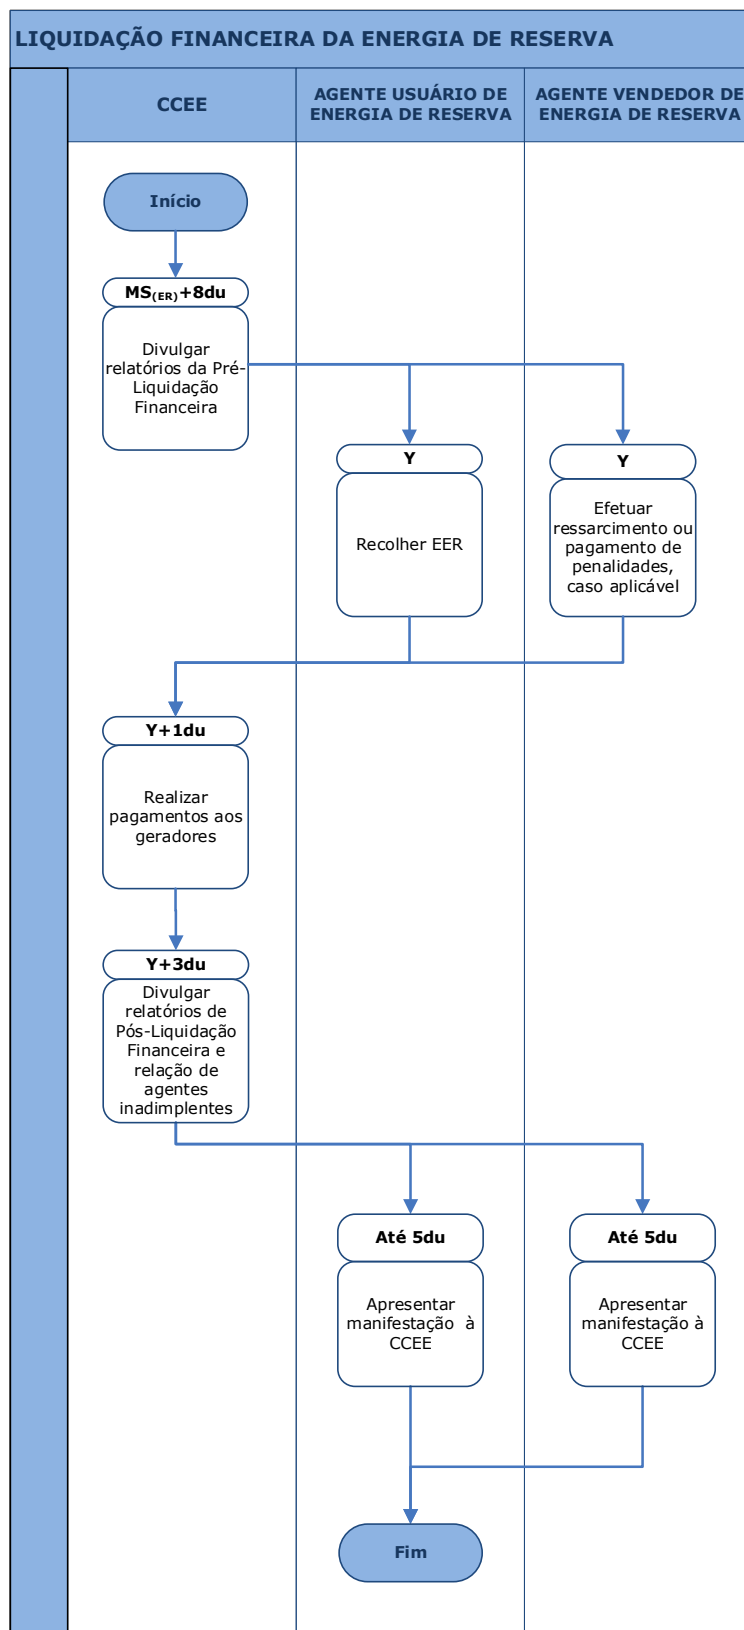 LIQUIDAÇÃO FINANCEIRA DA ENERGIA DE RESERVA
CCEE
AGENTE USUÁRIO DE
ENERGIA DE RESERVA
AGENTE VENDEDOR DE
ENERGIA DE RESERVA
Início
MS(ER)+8du
Divulgar
relatórios da Pré-
Liquidação
Financeira
Y
Recolher EER
Y
Efetuar
ressarcimento ou
pagamento de
penalidades,
caso aplicável
Y+1du
Realizar
pagamentos aos
geradores
Y+3du
Divulgar
relatórios de
Pós-Liquidação
Financeira e
relação de
agentes
inadimplentes
Até 5du
Apresentar
manifestação à
CCEE
Até 5du
Apresentar
manifestação à
CCEE
Fim